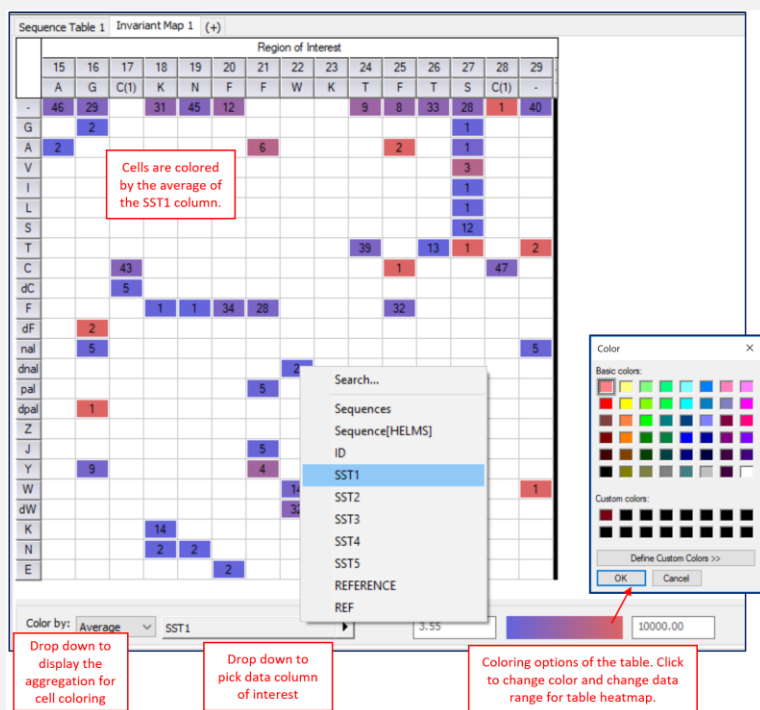 Sequence Table 1 Invariant Map 1 (+)
Region of Interest
15 16 17 18 19 20 21 22 23 24 25 26 27 28 29
A G C(1) K N F F W K T F T S C(1) -
- 46 29 31 45 12 9 8 33 28 1 40
G 2 1
A 2 6 2 1
V 3
I 1
L 1
S 12
T 39 13 1 2
C 43 1 47
dC 5
F 1 1 34 28 32
dF 2
nal 5 5
dnal 2
pal 5
dpal 1
Z
J 5
Y 9 4
W 14 1
dW 32
K 14
N 2 2
E 2
Cells are colored
by the average of
the SST1 column.
Search...
Sequences
Sequence[HELMS]
ID
SST1
SST2
SST3
SST4
SST5
REFERENCE
REF
Color ×
Basic colors:
Custom colors:
Define Custom Colors >>
OK Cancel
Color by: Average SST1 3.55 10000.00
Drop down to
display the
aggregation for
cell coloring
Drop down to
pick data column
of interest
Coloring options of the table. Click
to change color and change data
range for table heatmap.